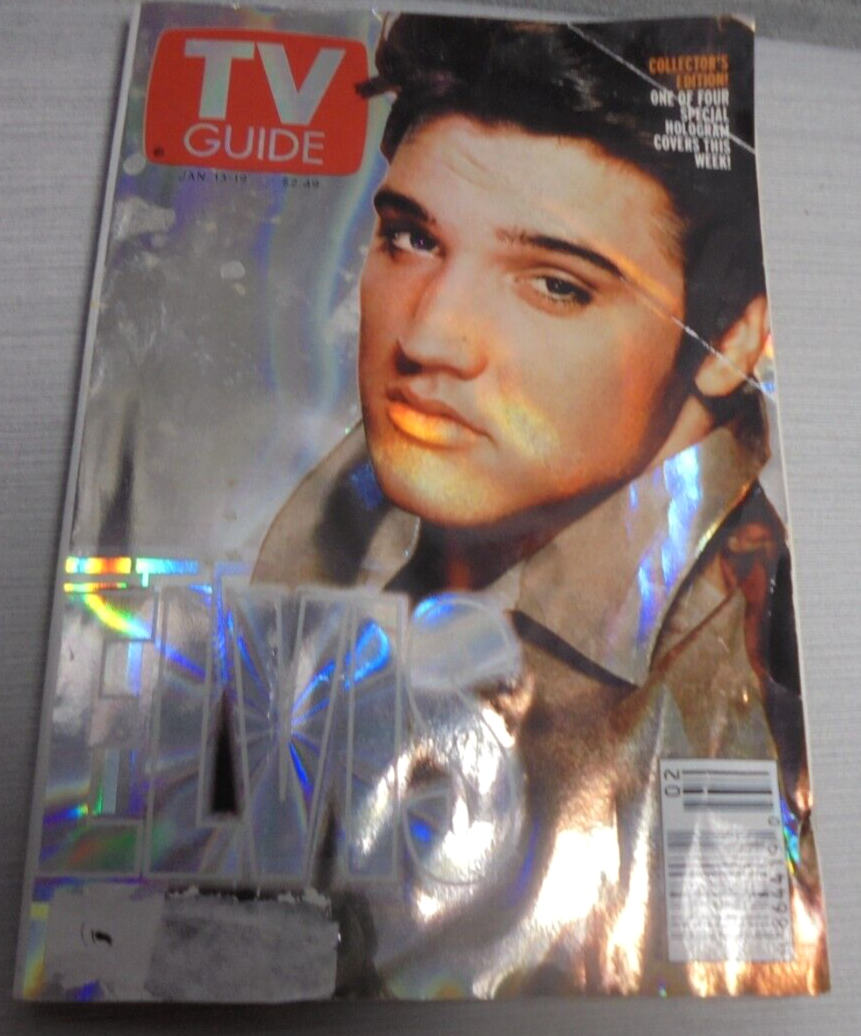 TV
GUIDE
JAN. 13-19 $2.49
COLLECTOR'S
EDITION!
ONE OF FOUR
SPECIAL
HOLOGRAM
COVERS THIS
WEEK!
ELVIS
02